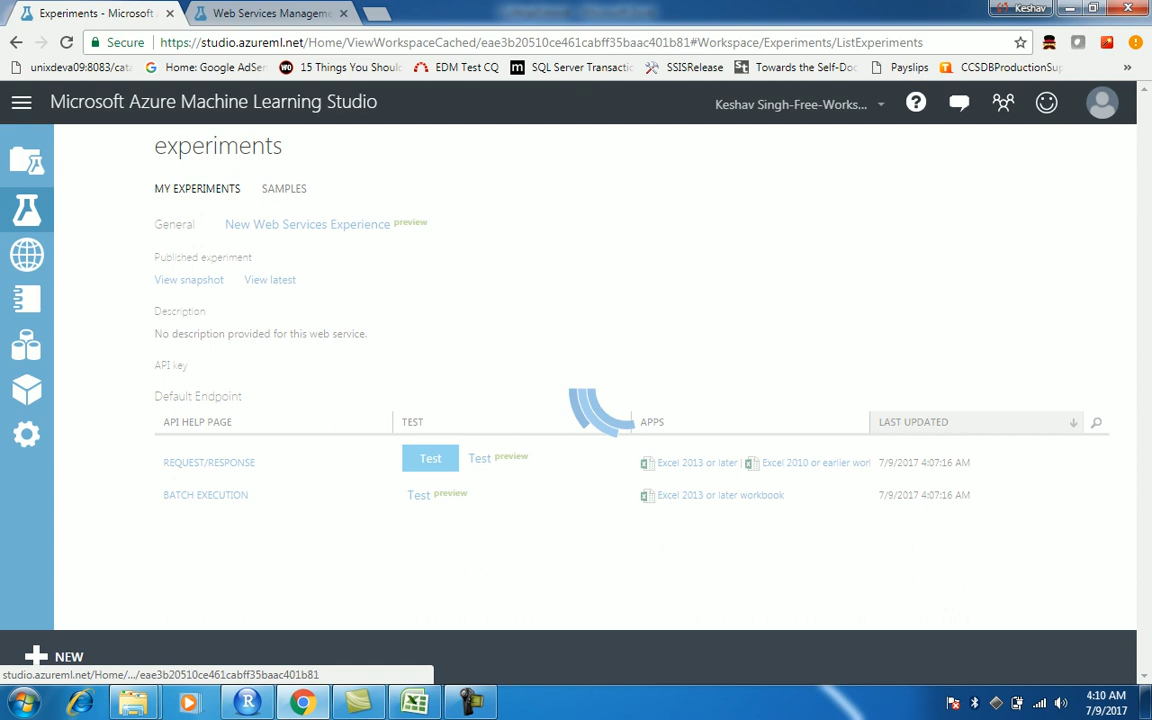 Experiments - Microsoft
Web Services Manageme
Keshav
Secure
https://studio.azureml.net/Home/ViewWorkspaceCached/eae3b20510ce461cabff35baac401b81#Workspace/Experiments/ListExperiments
unixdeva09:8083/cata
Home: Google AdSen
15 Things You Should
EDM Test CQ
SQL Server Transactio
SSISRelease
Towards the Self-Doc
Payslips
CCSDBProductionSup
»
Microsoft Azure Machine Learning Studio
Keshav Singh-Free-Works...
experiments
MY EXPERIMENTS
SAMPLES
General
New Web Services Experience preview
Published experiment
View snapshot
View latest
Description
No description provided for this web service.
API key
Default Endpoint
API HELP PAGE
TEST
APPS
LAST UPDATED
REQUEST/RESPONSE
Test
Test preview
Excel 2013 or later | Excel 2010 or earlier wor
7/9/2017 4:07:16 AM
BATCH EXECUTION
Test preview
Excel 2013 or later workbook
7/9/2017 4:07:16 AM
NEW
studio.azureml.net/Home/.../eae3b20510ce461cabff35baac401b81
4:10 AM
7/9/2017